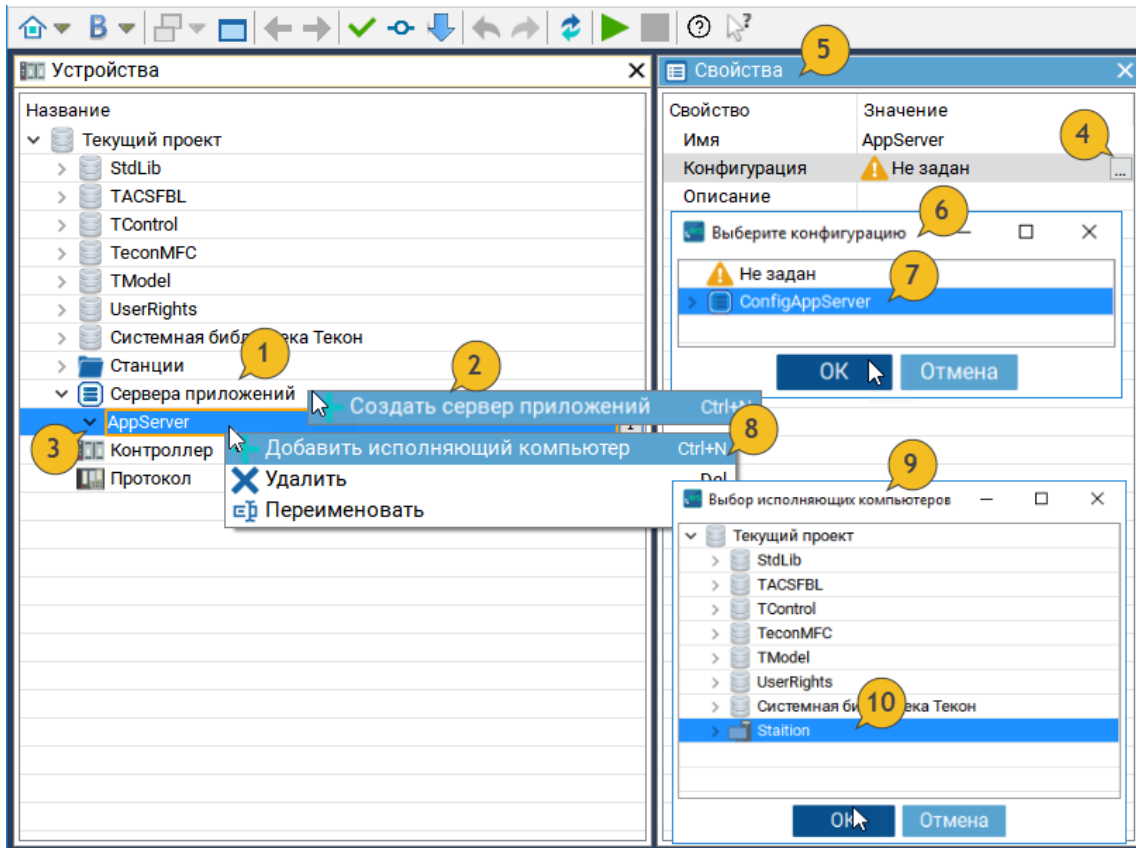 Устройства
Название
Текущий проект
StdLib
TACSFBL
TControl
TeconMFC
TModel
UserRights
Системная библ ека Текон
1
Станции
2
Сервера приложений
Создать сервер приложений Ctrl+N
AppServer
3
Добавить исполняющий компьютер Ctrl+N
8
Контроллер
Удалить Del
Протокол
Переименовать
5
Свойства
Свойство Значение
Имя AppServer
4
Конфигурация Не задан ...
Описание
6
Выберите конфигурацию
Не задан
7
ConfigAppServer
OK Отмена
9
Выбор исполняющих компьютеров
Текущий проект
StdLib
TACSFBL
TControl
TeconMFC
TModel
UserRights
Системная би ека Текон
10
Staition
OK Отмена